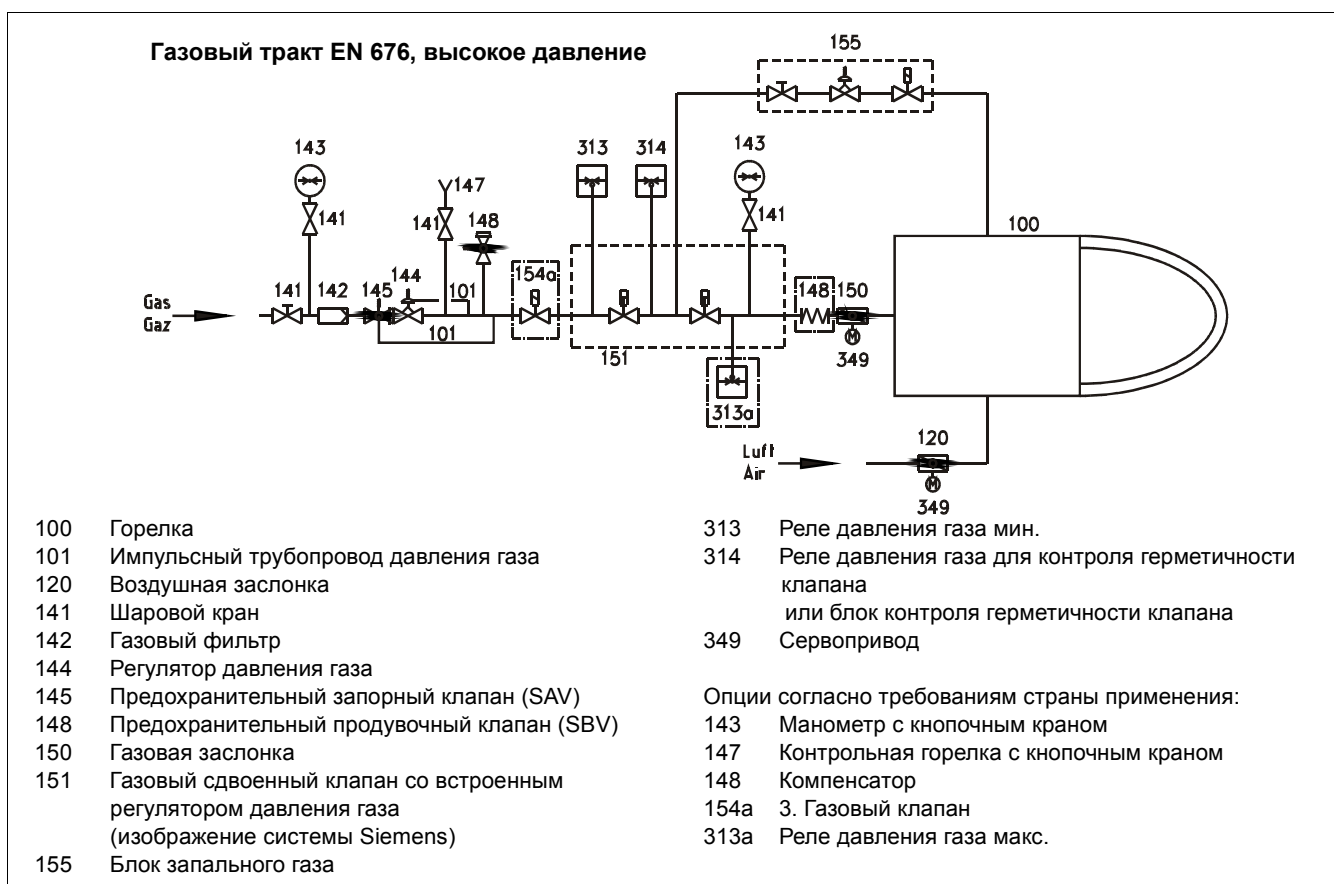 Газовый тракт EN 676, высокое давление
155
143
313
314
143
147
141
141
148
141
100
154a
144
148
150
Gas
Gaz
141
142
145
101
101
151
349
313a
Luft
Air
120
349
100 Горелка
101 Импульсный трубопровод давления газа
120 Воздушная заслонка
141 Шаровой кран
142 Газовый фильтр
144 Регулятор давления газа
145 Предохранительный запорный клапан (SAV)
148 Предохранительный продувочный клапан (SBV)
150 Газовая заслонка
151 Газовый сдвоенный клапан со встроенным
регулятором давления газа
(изображение системы Siemens)
155 Блок запального газа
313 Реле давления газа мин.
314 Реле давления газа для контроля герметичности
клапана
или блок контроля герметичности клапана
349 Сервопривод
Опции согласно требованиям страны применения:
143 Манометр с кнопочным краном
147 Контрольная горелка с кнопочным краном
148 Компенсатор
154a 3. Газовый клапан
313a Реле давления газа макс.